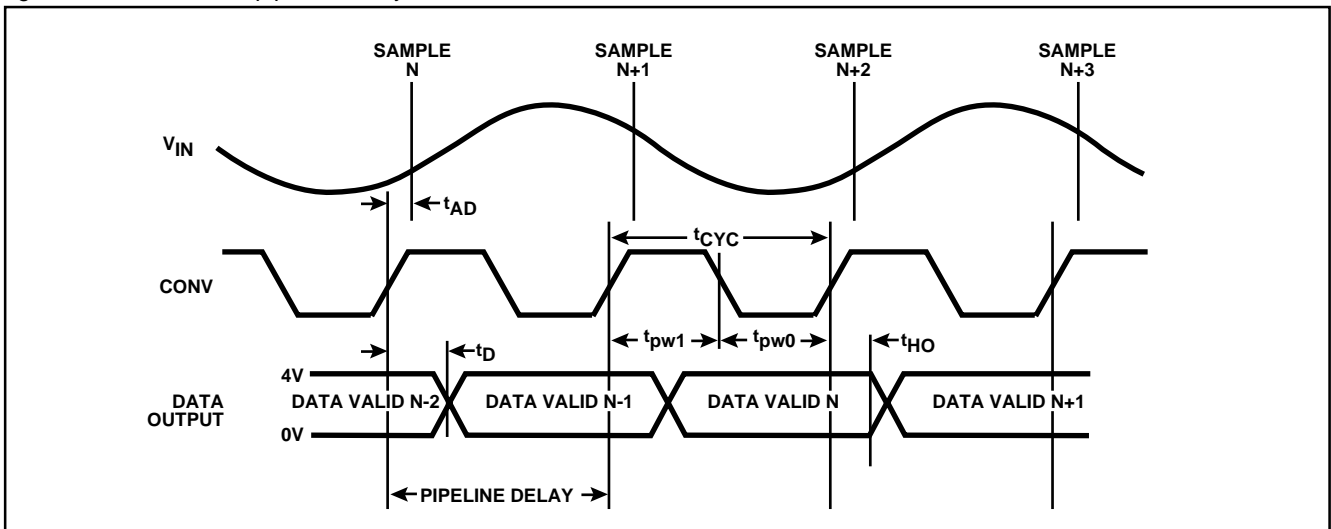 SAMPLE N
SAMPLE N+1
SAMPLE N+2
SAMPLE N+3
VIN
tAD
tCYC
CONV
tpw1
tpw0
tHO
tD
4V
DATA OUTPUT
DATA VALID N-2
DATA VALID N-1
DATA VALID N
DATA VALID N+1
0V
PIPELINE DELAY